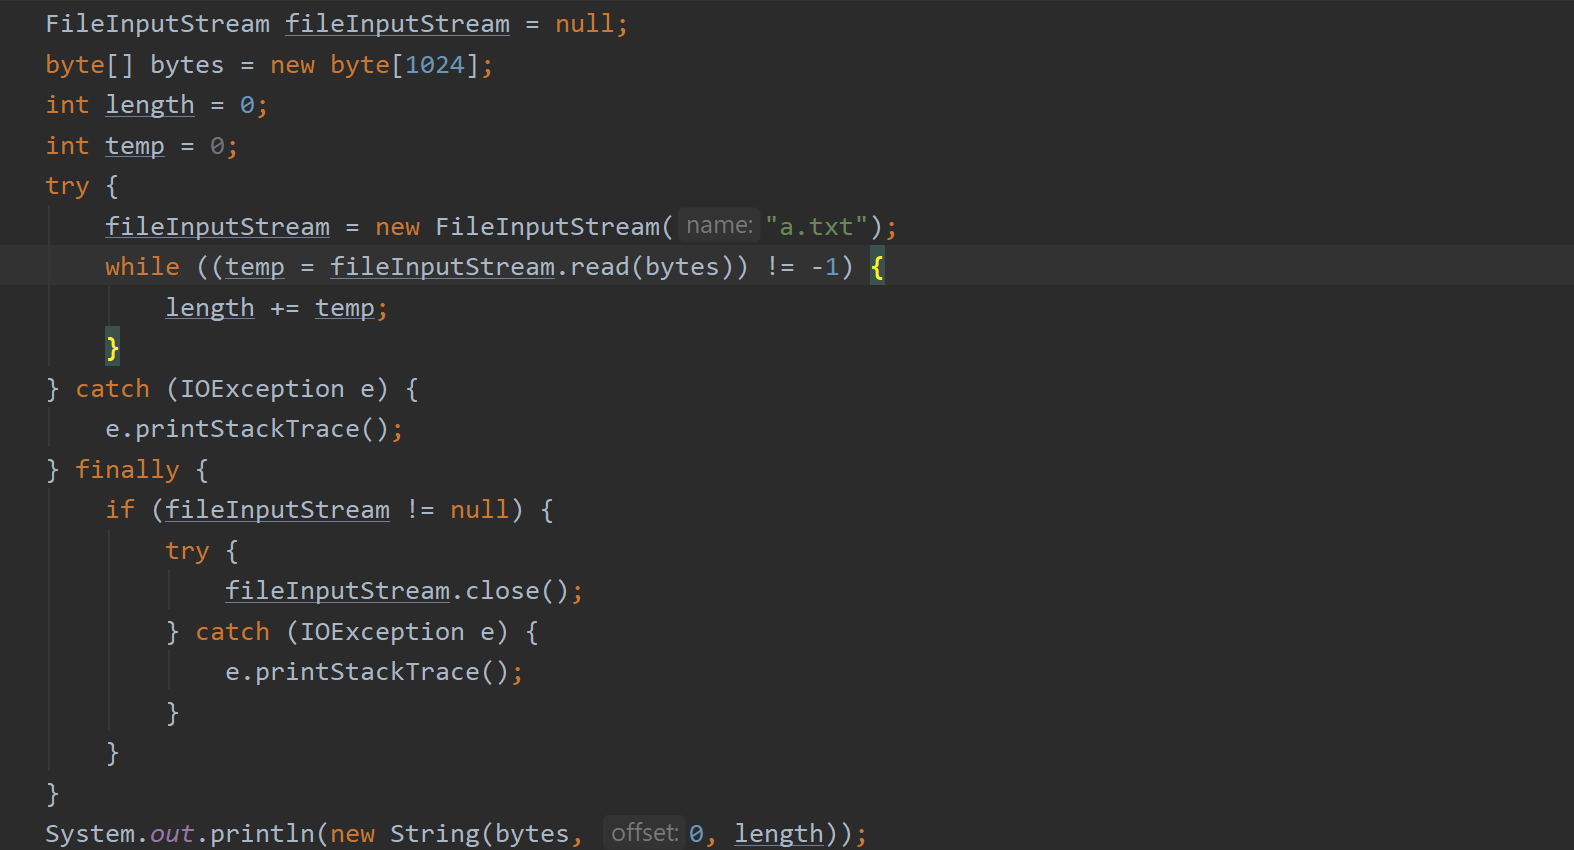 FileInputStream fileInputStream = null;
byte[] bytes = new byte[1024];
int length = 0;
int temp = 0;
try {
    fileInputStream = new FileInputStream( name: "a.txt");
    while ((temp = fileInputStream.read(bytes)) != -1) {
        length += temp;
    }
} catch (IOException e) {
    e.printStackTrace();
} finally {
    if (fileInputStream != null) {
        try {
            fileInputStream.close();
        } catch (IOException e) {
            e.printStackTrace();
        }
    }
}
System.out.println(new String(bytes, offset: 0, length));